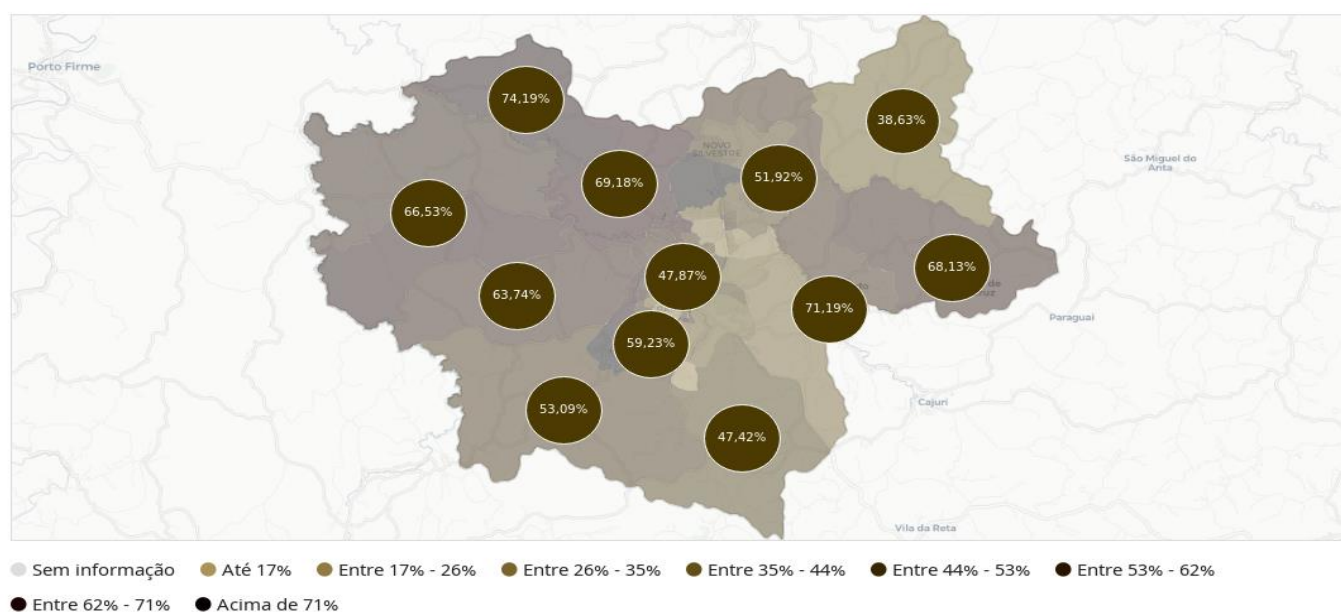 Porto Firme
74,19%
38,63%
NOVO
SILVESTRE
São Miguel do
Anta
69,18%
51,92%
66,53%
68,13%
47,87%
63,74%
71,19%
de
Paraguai
59,23%
Cajuri
53,09%
47,42%
Vila da Reta
Sem informação Até 17% Entre 17% - 26% Entre 26% - 35% Entre 35% - 44% Entre 44% - 53% Entre 53% - 62%
Entre 62% - 71% Acima de 71%